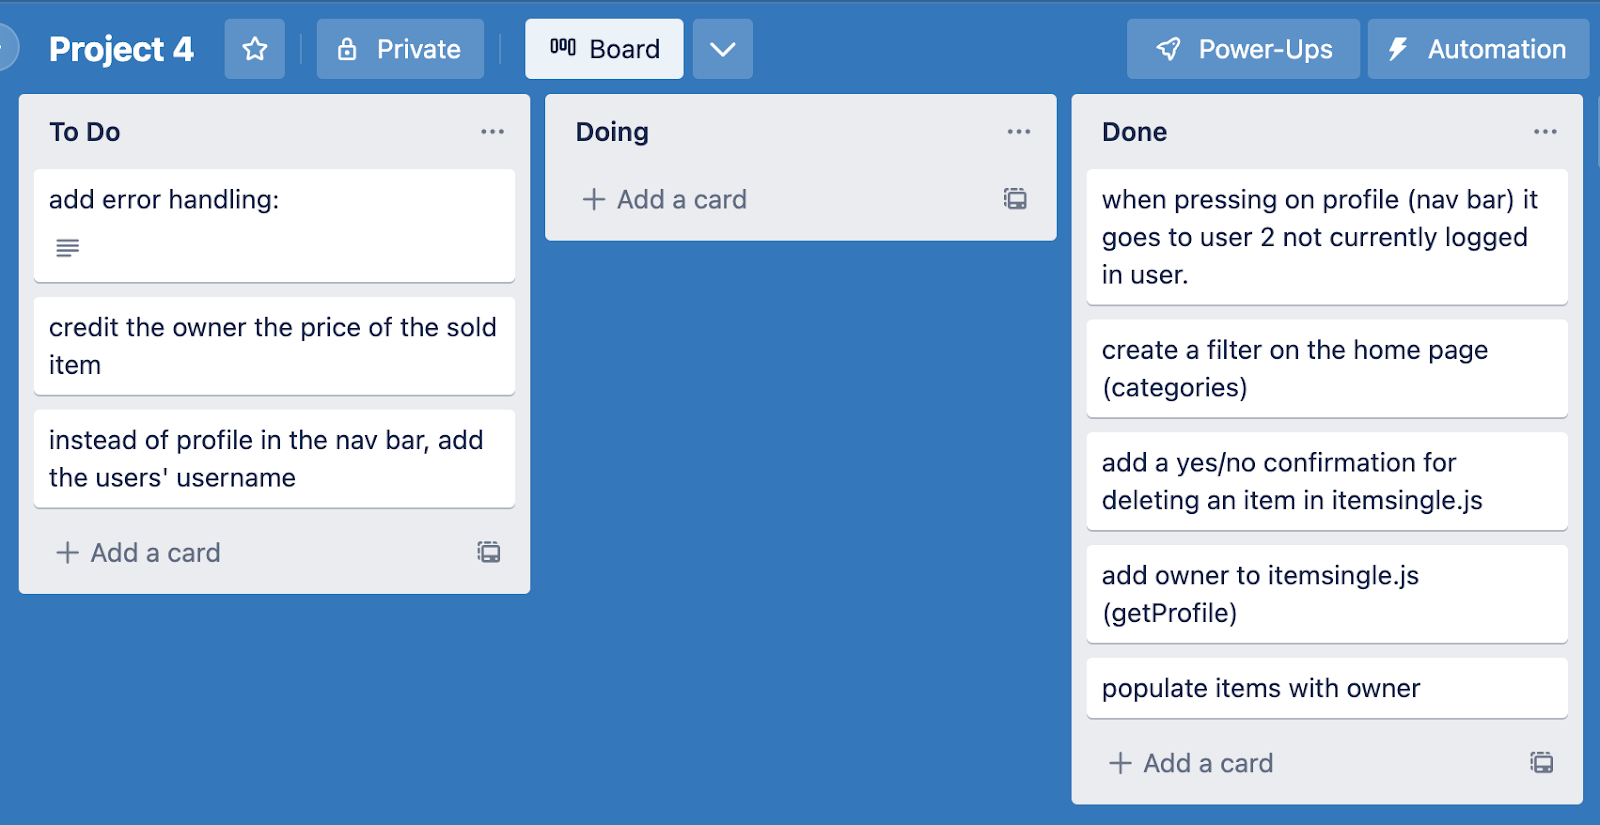 Project 4
Private
Board
Power-Ups
Automation
To Do
add error handling:
credit the owner the price of the sold
item
instead of profile in the nav bar, add
the users' username
Add a card
Doing
Add a card
Done
when pressing on profile (nav bar) it
goes to user 2 not currently logged
in user.
create a filter on the home page
(categories)
add a yes/no confirmation for
deleting an item in itemsingle.js
add owner to itemsingle.js
(getProfile)
populate items with owner
Add a card